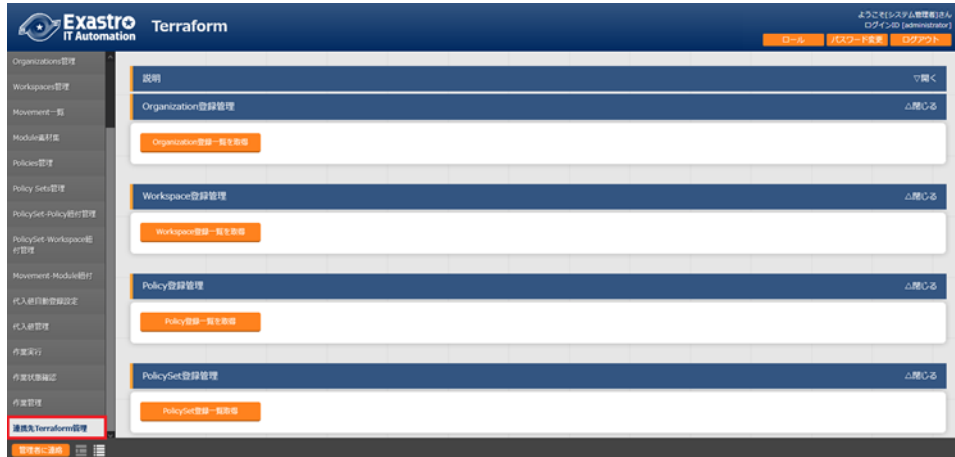 Exastro
IT Automation
Terraform
ようこそ[システム管理者]さん
ログインID [administrator]
ロール
パスワード変更
ログアウト
Organizations管理
Workspaces管理
Movement一覧
Module素材集
Policies管理
Policy Sets管理
PolicySet-Policy紐付管理
PolicySet-Workspace紐
付管理
Movement-Module紐付
代入値自動登録設定
代入値管理
作業実行
作業状態確認
作業管理
連携先Terraform管理
説明
▽開く
Organization登録管理
△閉じる
Organization登録一覧を取得
Workspace登録管理
△閉じる
Workspace登録一覧を取得
Policy登録管理
△閉じる
Policy登録一覧を取得
PolicySet登録管理
△閉じる
PolicySet登録一覧取得
管理者に連絡